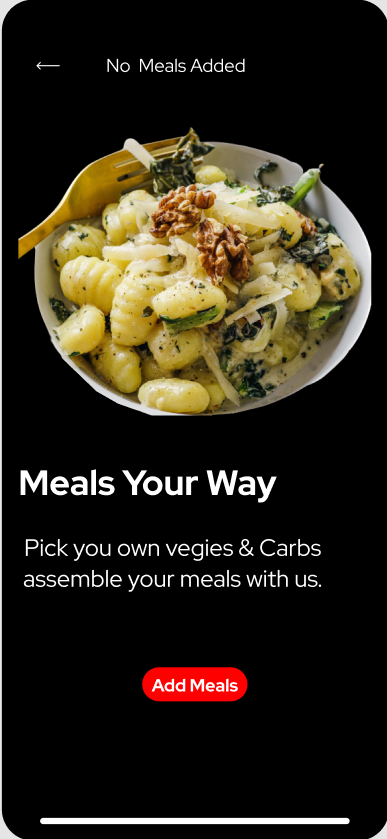 No Meals Added
Meals Your Way
Pick you own vegies & Carbs
assemble your meals with us.
Add Meals